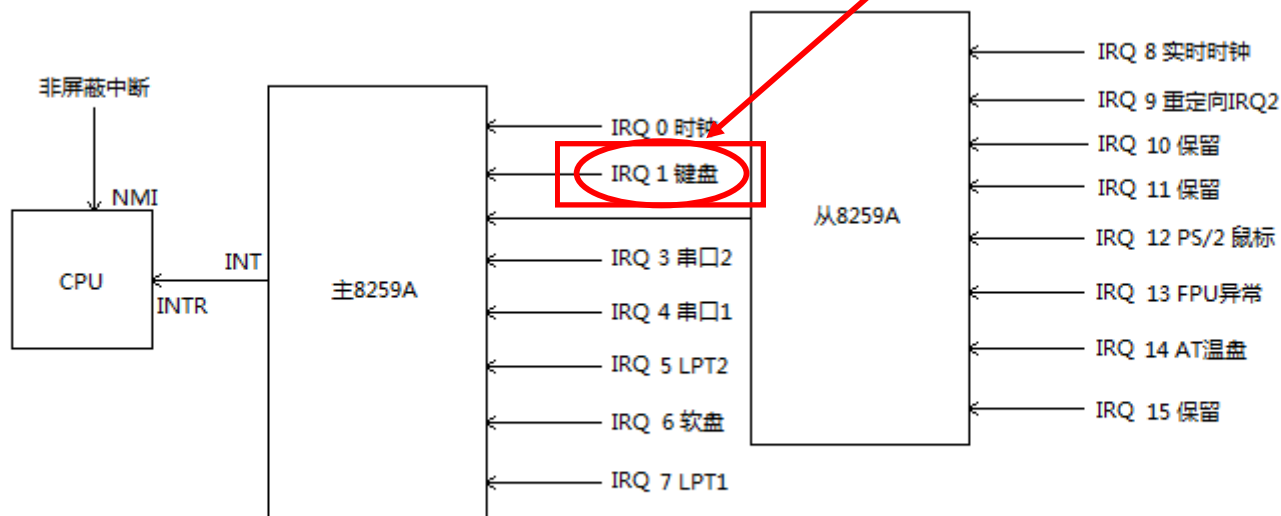 非屏蔽中断
NMI
CPU
INT
INTR
主8259A
IRQ 0 时钟
IRQ 1 键盘
IRQ 3 串口2
IRQ 4 串口1
IRQ 5 LPT2
IRQ 6 软盘
IRQ 7 LPT1
从8259A
IRQ 8 实时时钟
IRQ 9 重定向IRQ2
IRQ 10 保留
IRQ 11 保留
IRQ 12 PS/2 鼠标
IRQ 13 FPU异常
IRQ 14 AT温盘
IRQ 15 保留